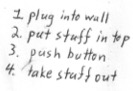 1. plug into wall
2. put stuff in top
3. push button
4. take stuff out